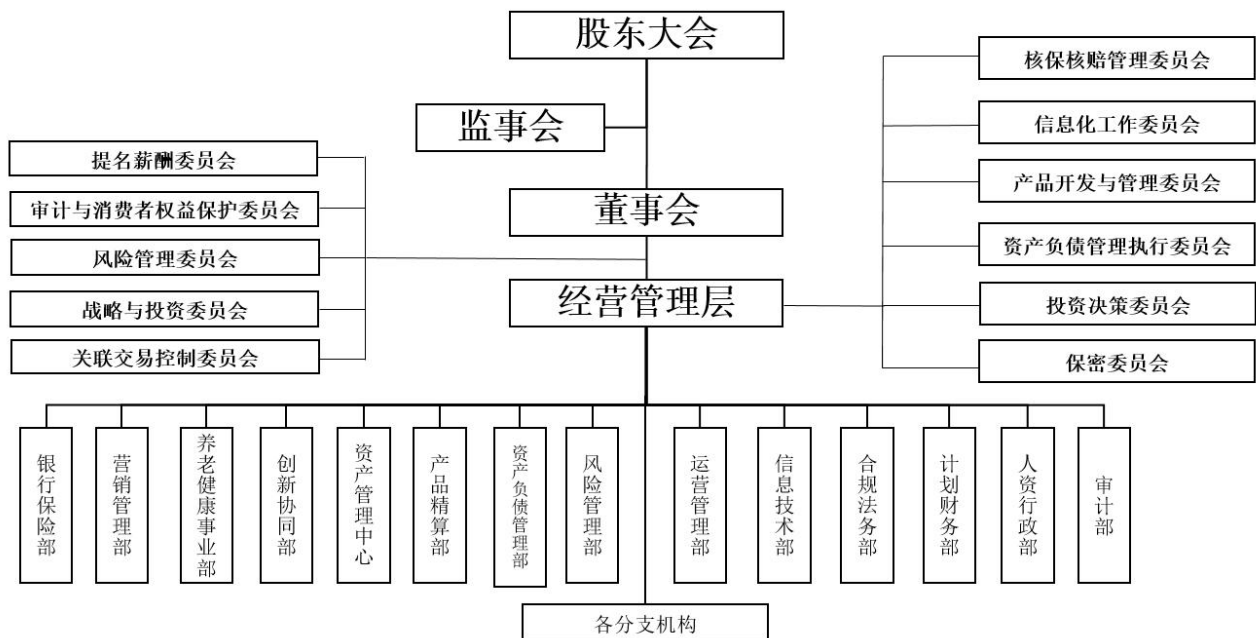 股东大会
监事会
董事会
经营管理层
提名薪酬委员会
审计与消费者权益保护委员会
风险管理委员会
战略与投资委员会
关联交易控制委员会
核保核赔管理委员会
信息化工作委员会
产品开发与管理委员会
资产负债管理执行委员会
投资决策委员会
保密委员会
银行保险部
营销管理部
养老健康事业部
创新协同部
资产管理中心
产品精算部
资产负债管理部
风险管理部
运营管理部
信息技术部
合规法务部
计划财务部
人资行政部
审计部
各分支机构